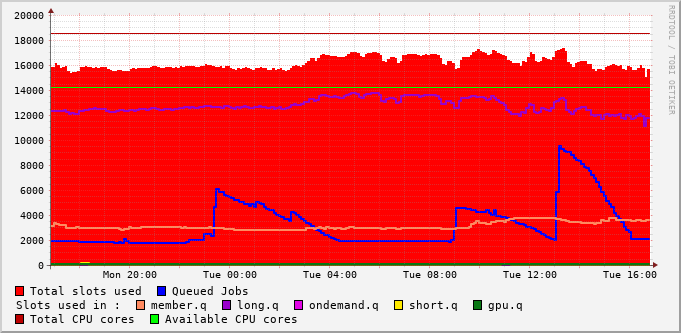 20000
18000
16000
14000
12000
10000
8000
6000
4000
2000
0
Mon 20:00 Tue 00:00 Tue 04:00 Tue 08:00 Tue 12:00 Tue 16:00
Total slots used Queued Jobs
Slots used in : member.q long.q ondemand.q short.q gpu.q
Total CPU cores Available CPU cores
RRDTOOL / TOBI OETIKER